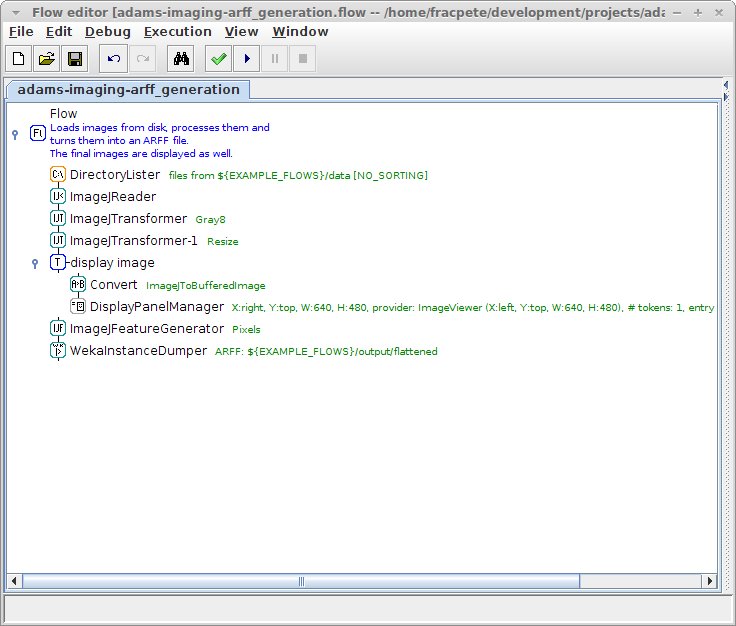 Flow editor [adams-imaging-arff_generation.flow -- /home/fracpete/development/projects/ada
File Edit Debug Execution View Window
adams-imaging-arff_generation
Flow
Loads images from disk, processes them and
turns them into an ARFF file.
The final images are displayed as well.
DirectoryLister files from ${EXAMPLE_FLOWS}/data [NO_SORTING]
ImageJReader
ImageJTransformer Gray8
ImageJTransformer-1 Resize
display image
Convert ImageJToBufferedImage
DisplayPanelManager X:right, Y:top, W:640, H:480, provider: ImageViewer (X:left, Y:top, W:640, H:480), # tokens: 1, entry
ImageJFeatureGenerator Pixels
WekaInstanceDumper ARFF: ${EXAMPLE_FLOWS}/output/flattened